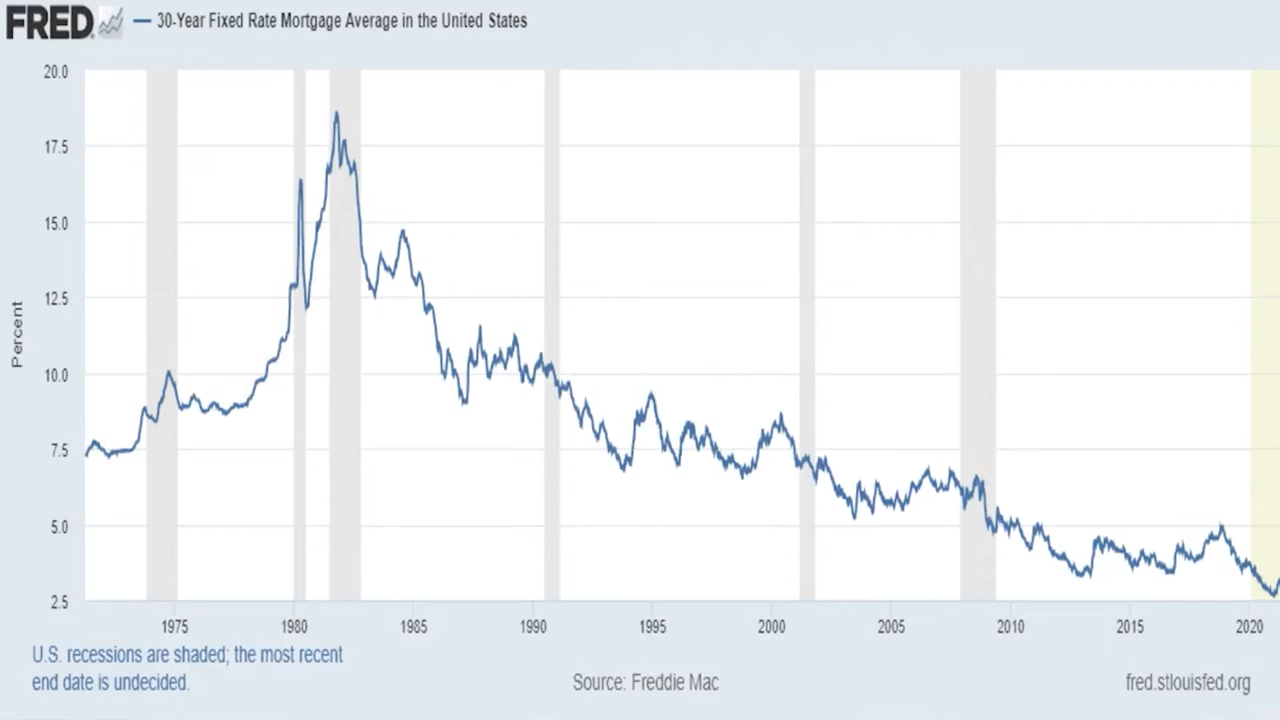 FRED
30-Year Fixed Rate Mortgage Average in the United States
20.0
17.5
15.0
12.5
10.0
7.5
5.0
2.5
Percent
1975 1980 1985 1990 1995 2000 2005 2010 2015 2020
U.S. recessions are shaded; the most recent
end date is undecided.
Source: Freddie Mac
fred.stlouisfed.org